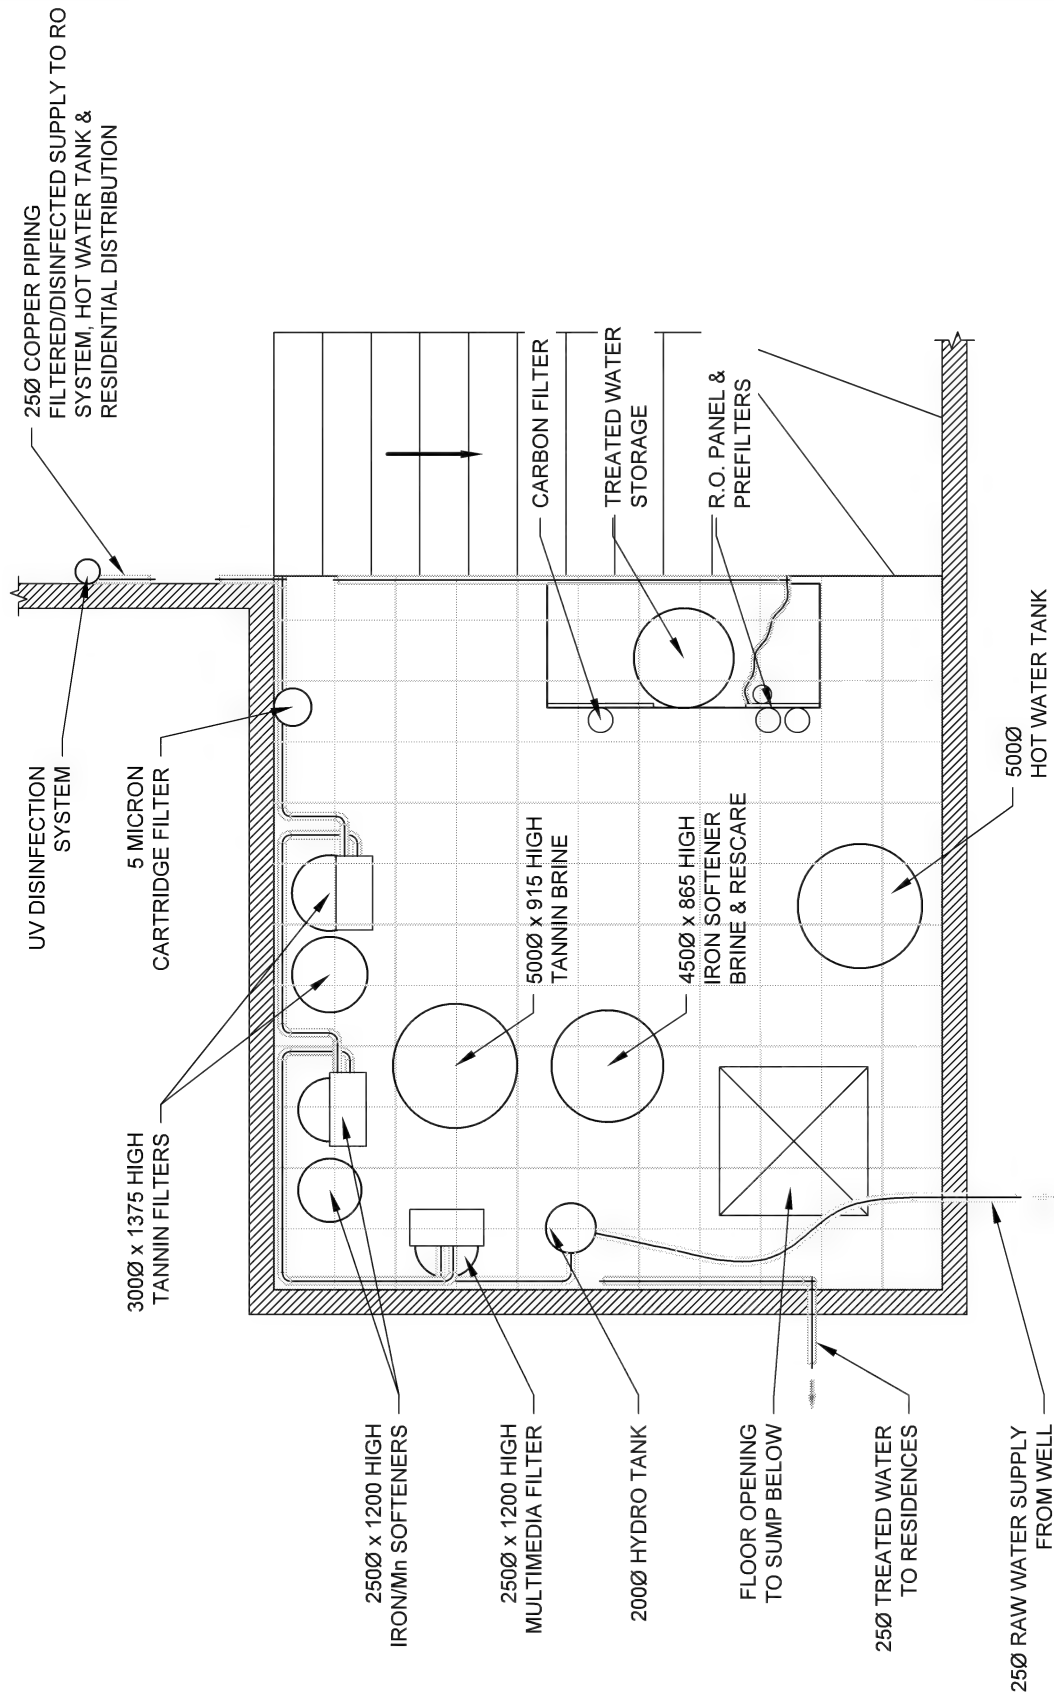 25Ø COPPER PIPING
FILTERED/DISINFECTED SUPPLY TO RO
SYSTEM, HOT WATER TANK &
RESIDENTIAL DISTRIBUTION
UV DISINFECTION
SYSTEM
5 MICRON
CARTRIDGE FILTER
300Ø x 1375 HIGH
TANNIN FILTERS
250Ø x 1200 HIGH
IRON/Mn SOFTENERS
250Ø x 1200 HIGH
MULTIMEDIA FILTER
200Ø HYDRO TANK
FLOOR OPENING
TO SUMP BELOW
25Ø TREATED WATER
TO RESIDENCES
25Ø RAW WATER SUPPLY
FROM WELL
500Ø x 915 HIGH
TANNIN BRINE
450Ø x 865 HIGH
IRON SOFTENER
BRINE & RESCARE
CARBON FILTER
TREATED WATER
STORAGE
R.O. PANEL &
PREFILTERS
500Ø
HOT WATER TANK